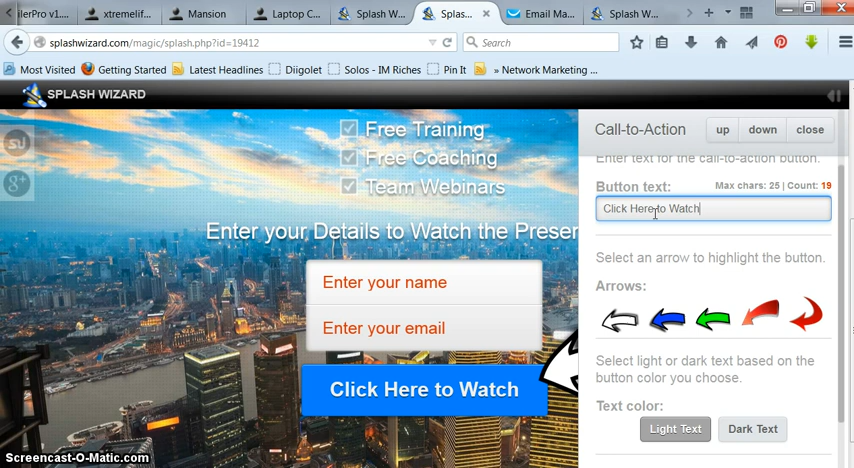 ilerPro v1...
xtremelif...
Mansion
Laptop C...
Splash W...
Splas...
Email Ma...
Splash W...
splashwizard.com/magic/splash.php?id=19412
Search
Most Visited
Getting Started
Latest Headlines
Diigolet
Solos - IM Riches
Pin It
» Network Marketing ...
SPLASH WIZARD
Free Training
Free Coaching
Team Webinars
Enter your Details to Watch the Presen
Enter your name
Enter your email
Click Here to Watch
Call-to-Action
up
down
close
Enter text for the call-to-action button.
Button text:
Max chars: 25 | Count: 19
Click Here to Watch
Select an arrow to highlight the button.
Arrows:
Select light or dark text based on the
button color you choose.
Text color:
Light Text
Dark Text
Screencast-O-Matic.com